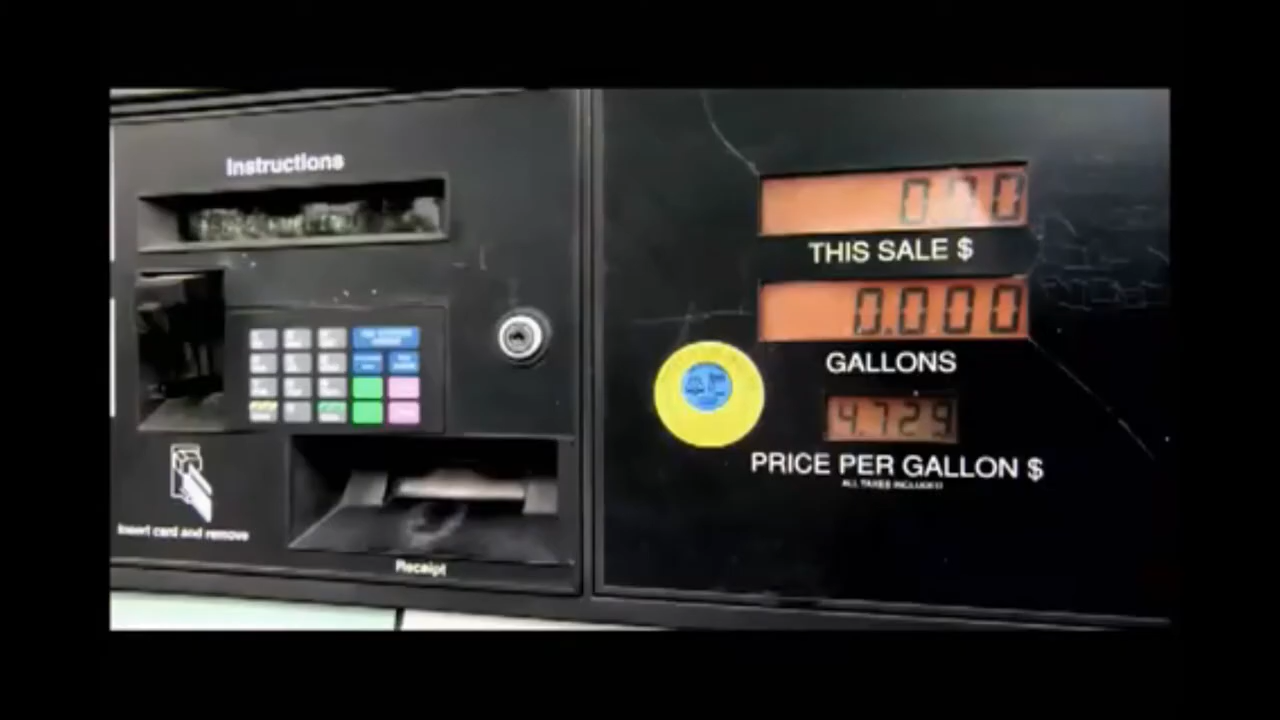 Instructions
Insert card and remove
Receipt
0.00
THIS SALE $
0.000
GALLONS
4.729
PRICE PER GALLON $
ALL TAXES INCLUDED